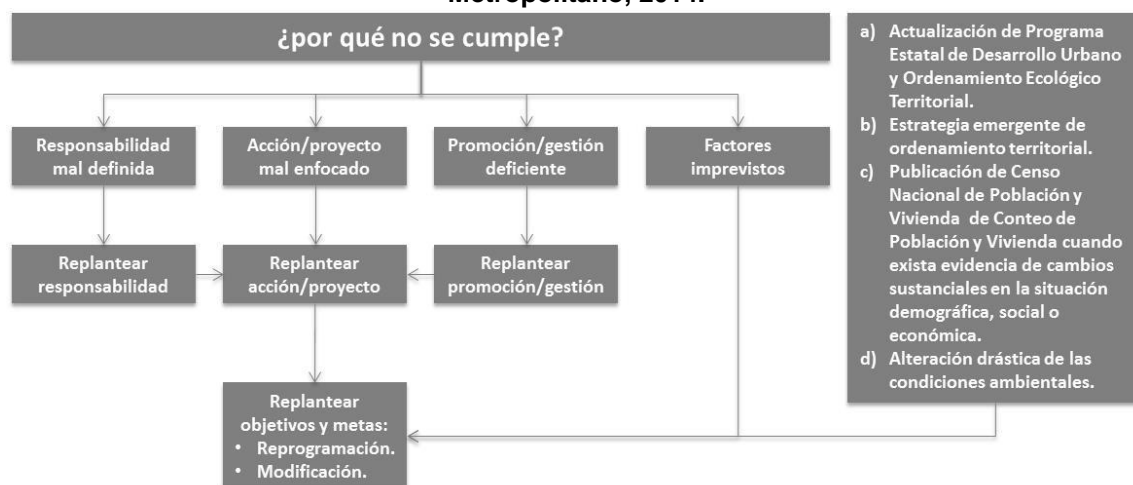 Metropolitano, 2014.
¿por qué no se cumple?
Responsabilidad
mal definida
Acción/proyecto
mal enfocado
Promoción/gestión
deficiente
Factores
imprevistos
Replantear
responsabilidad
Replantear
acción/proyecto
Replantear
promoción/gestión
Replantear
objetivos y metas:
• Reprogramación.
• Modificación.
a) Actualización de Programa
Estatal de Desarrollo Urbano
y Ordenamiento Ecológico
Territorial.
b) Estrategia emergente de
ordenamiento territorial.
c) Publicación de Censo
Nacional de Población y
Vivienda de Conteo de
Población y Vivienda cuando
exista evidencia de cambios
sustanciales en la situación
demográfica, social o
económica.
d) Alteración drástica de las
condiciones ambientales.